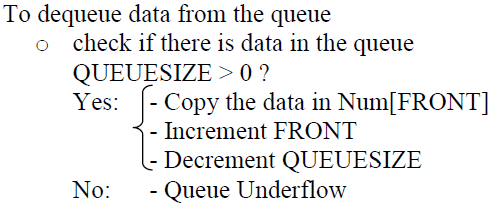 To dequeue data from the queue
o check if there is data in the queue
QUEUESIZE > 0 ?
Yes: - Copy the data in Num[FRONT]
- Increment FRONT
- Decrement QUEUESIZE
No: - Queue Underflow